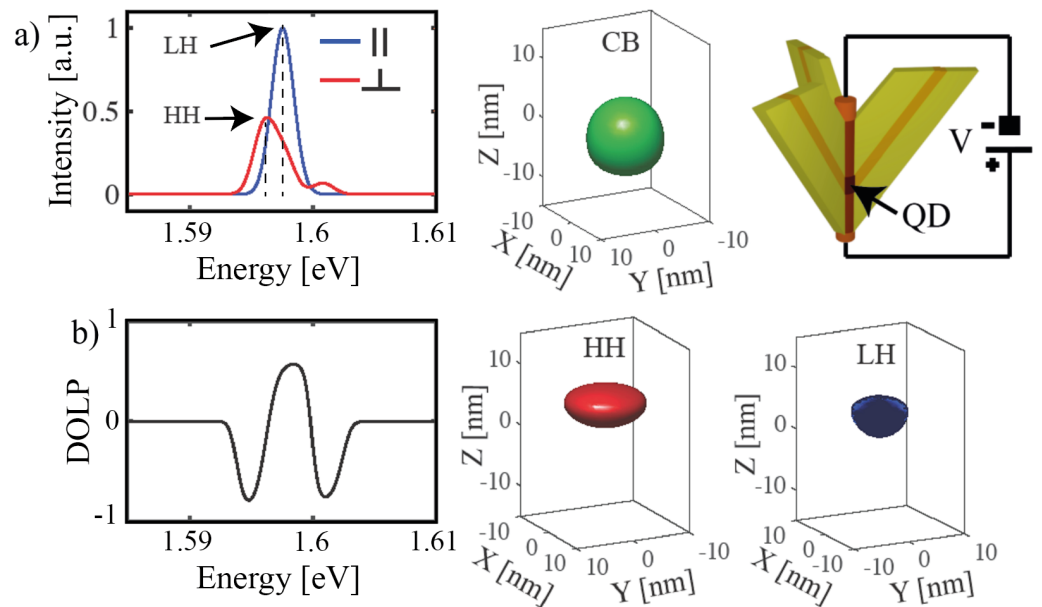 a)
Intensity [a.u.]
1
0.5
0
LH
HH
||
⊥
1.59
1.6
1.61
Energy [eV]
CB
Z [nm]
10
0
-10
-10
0
10
X [nm]
10
0
-10
Y [nm]
V
-
+
QD
b)
DOLP
1
0
-1
1.59
1.6
1.61
Energy [eV]
HH
Z [nm]
10
0
-10
-10
0
10
X [nm]
10
0
-10
Y [nm]
LH
Z [nm]
10
0
-10
10
0
-10
X [nm]
-10
0
10
Y [nm]